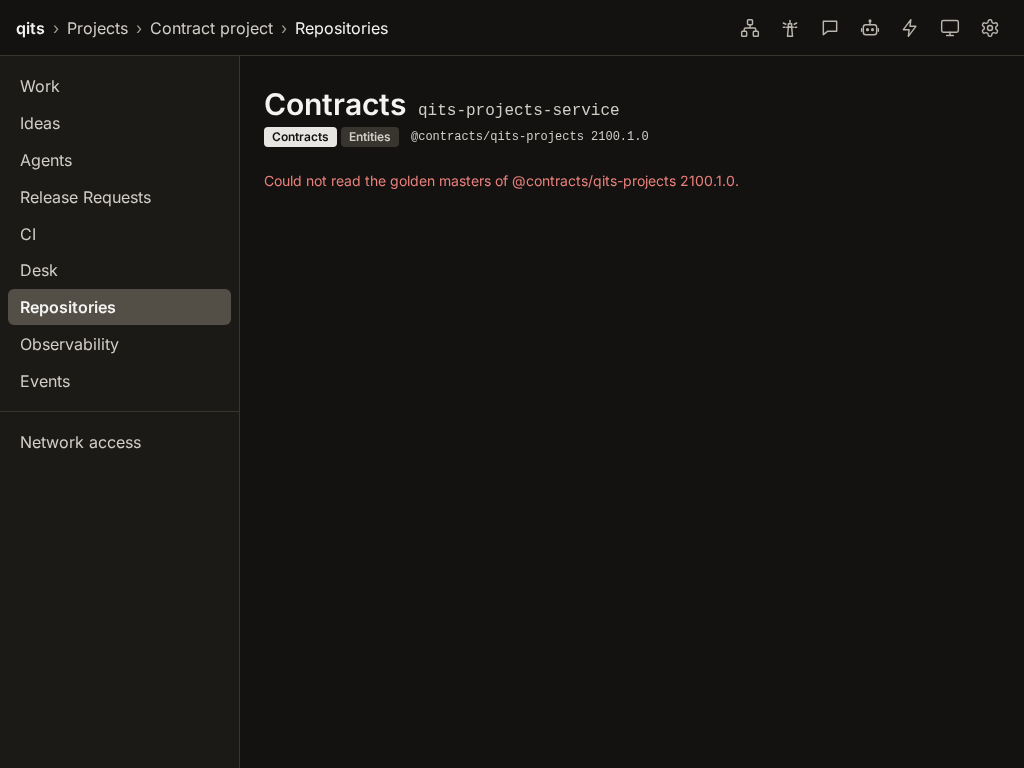 qits › Projects › Contract project › Repositories
Work
Ideas
Agents
Release Requests
CI
Desk
Repositories
Observability
Events
Network access
Contracts qits-projects-service
Contracts Entities @contracts/qits-projects 2100.1.0
Could not read the golden masters of @contracts/qits-projects 2100.1.0.